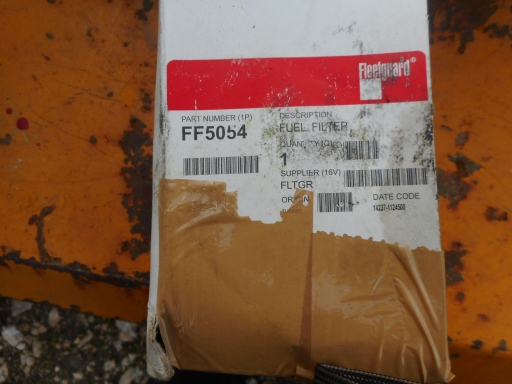 Fleetguard®
PART NUMBER (1P)
FF5054
DESCRIPTION
FUEL FILTER
1
SUPPLIER (16V)
FLTGR
DATE CODE